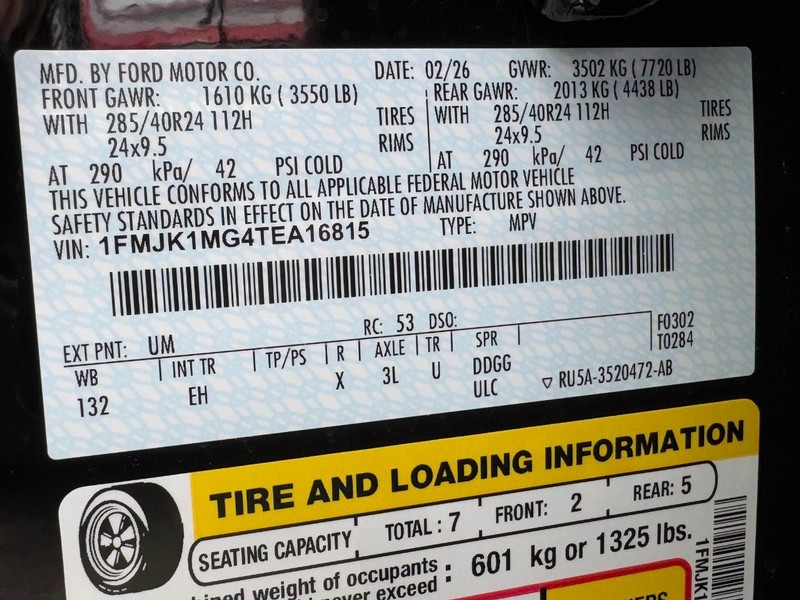 MFD. BY FORD MOTOR CO. DATE: 02/26 GVWR: 3502 KG ( 7720 LB)
FRONT GAWR: 1610 KG ( 3550 LB) REAR GAWR: 2013 KG ( 4438 LB)
WITH 285/40R24 112H TIRES WITH 285/40R24 112H TIRES
24x9.5 RIMS 24x9.5 RIMS
AT 290 kPa/ 42 PSI COLD AT 290 kPa/ 42 PSI COLD
THIS VEHICLE CONFORMS TO ALL APPLICABLE FEDERAL MOTOR VEHICLE
SAFETY STANDARDS IN EFFECT ON THE DATE OF MANUFACTURE SHOWN ABOVE.
VIN: 1FMJK1MG4TEA16815 TYPE: MPV
EXT PNT: UM RC: 53 DSO: F0302
T0284
WB INT TR TP/PS R AXLE TR SPR
132 EH X 3L U DDGG
ULC ▽ RU5A-3520472-AB
TIRE AND LOADING INFORMATION
SEATING CAPACITY TOTAL : 7 FRONT: 2 REAR: 5
weight of occupants
never exceed : 601 kg or 1325 lbs.
1FMJK1